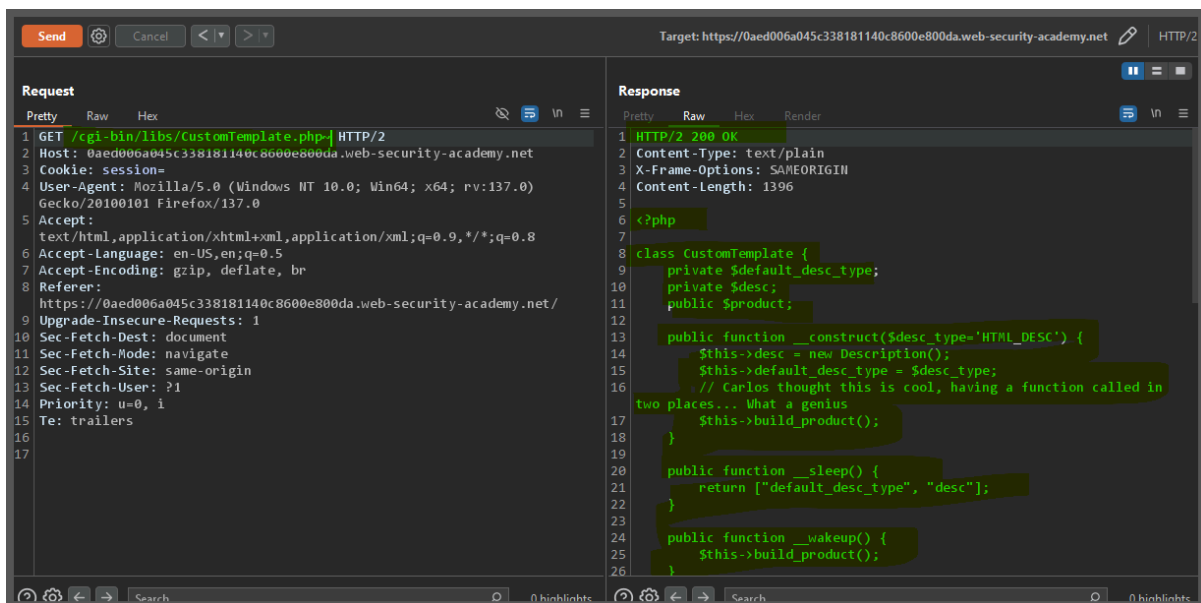 Send Cancel < > Target: https://0aed006a045c338181140c8600e800da.web-security-academy.net HTTP/2
Request
Pretty Raw Hex \n
1 GET /cgi-bin/libs/CustomTemplate.php~ HTTP/2
2 Host: 0aed006a045c338181140c8600e800da.web-security-academy.net
3 Cookie: session=
4 User-Agent: Mozilla/5.0 (Windows NT 10.0; Win64; x64; rv:137.0)
Gecko/20100101 Firefox/137.0
5 Accept:
text/html,application/xhtml+xml,application/xml;q=0.9,*/*;q=0.8
6 Accept-Language: en-US,en;q=0.5
7 Accept-Encoding: gzip, deflate, br
8 Referer:
https://0aed006a045c338181140c8600e800da.web-security-academy.net/
9 Upgrade-Insecure-Requests: 1
10 Sec-Fetch-Dest: document
11 Sec-Fetch-Mode: navigate
12 Sec-Fetch-Site: same-origin
13 Sec-Fetch-User: ?1
14 Priority: u=0, i
15 Te: trailers
16
17
Search 0 highlights
Response
Pretty Raw Hex Render \n
1 HTTP/2 200 OK
2 Content-Type: text/plain
3 X-Frame-Options: SAMEORIGIN
4 Content-Length: 1396
5
6 <?php
7
8 class CustomTemplate {
9 private $default_desc_type;
10 private $desc;
11 public $product;
12
13 public function __construct($desc_type='HTML_DESC') {
14 $this->desc = new Description();
15 $this->default_desc_type = $desc_type;
16 // Carlos thought this is cool, having a function called in
two places... What a genius
17 $this->build_product();
18 }
19
20 public function __sleep() {
21 return ["default_desc_type", "desc"];
22 }
23
24 public function __wakeup() {
25 $this->build_product();
26 }
Search 0 highlights